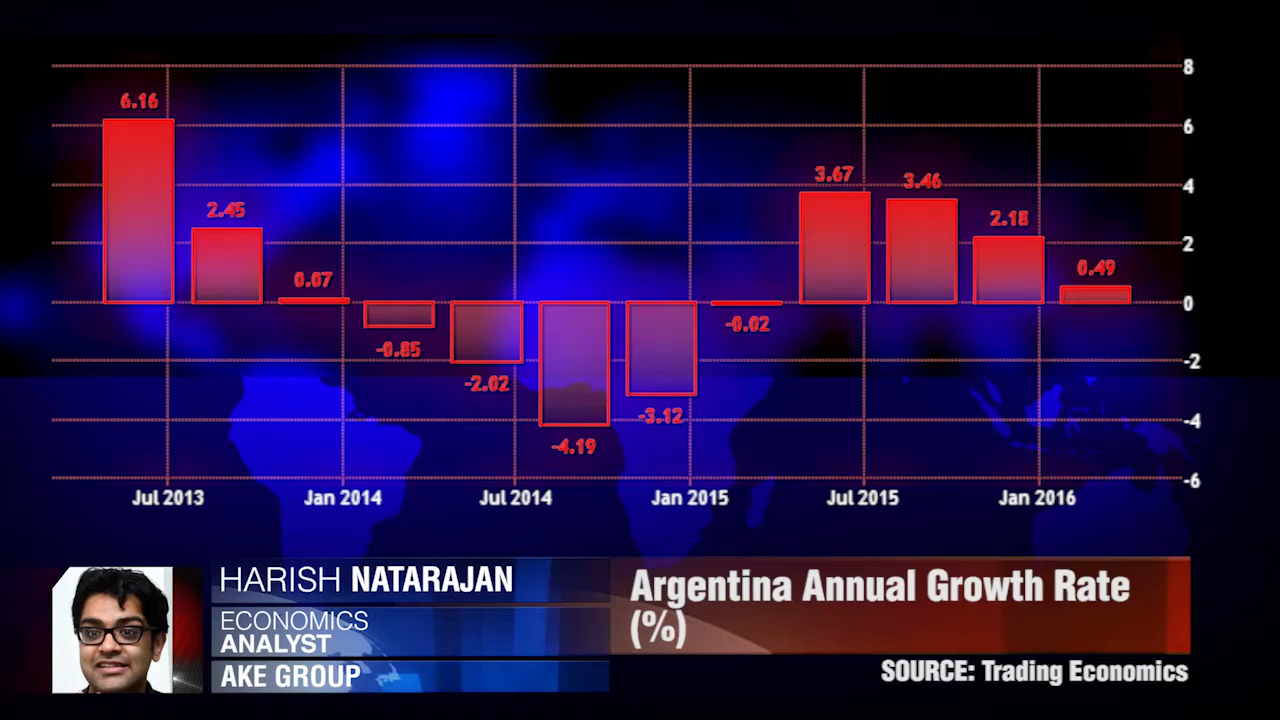 8
6.16
6
3.67
3.46
4
2.45
2.18
2
0.07
0.49
0
-0.02
-0.85
-2.02
-2
-3.12
-4
-4.19
-6
Jul 2013
Jan 2014
Jul 2014
Jan 2015
Jul 2015
Jan 2016
HARISH NATARAJAN
ECONOMICS
ANALYST
AKE GROUP
Argentina Annual Growth Rate
(%)
SOURCE: Trading Economics